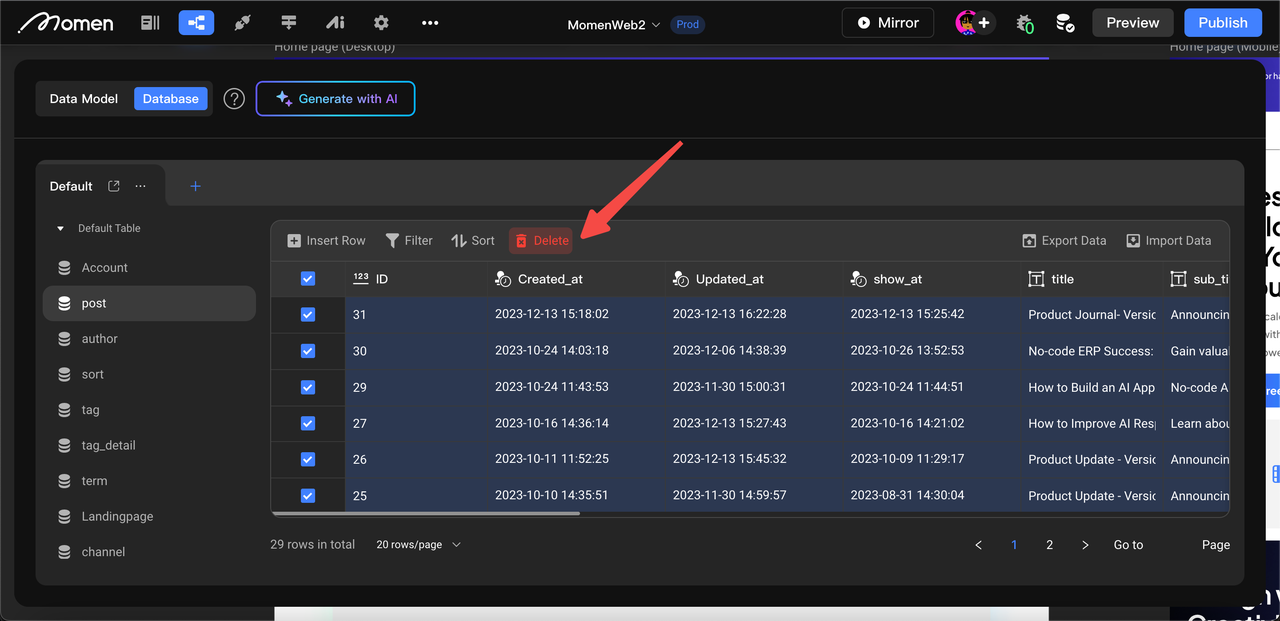 Momen
MomenWeb2
Prod
Mirror
Preview
Publish
Home page (Desktop)
Home page (Mobile
Data Model
Database
?
Generate with AI
Default
Default Table
Account
post
author
sort
tag
tag_detail
term
Landingpage
channel
Insert Row
Filter
Sort
Delete
Export Data
Import Data
123 ID
Created_at
Updated_at
show_at
T title
T sub_ti
31 2023-12-13 15:18:02 2023-12-13 16:22:28 2023-12-13 15:25:42 Product Journal- Versic Announcin
30 2023-10-24 14:03:18 2023-12-06 14:38:39 2023-10-26 13:52:53 No-code ERP Success: Gain valua
29 2023-10-24 11:43:53 2023-11-30 15:00:31 2023-10-24 11:44:51 How to Build an AI App No-code A
27 2023-10-16 14:36:14 2023-12-13 15:27:43 2023-10-16 14:21:02 How to Improve AI Resp Learn abou
26 2023-10-11 11:52:25 2023-12-13 15:45:32 2023-10-09 11:29:17 Product Update - Versic Announcin
25 2023-10-10 14:35:51 2023-11-30 14:59:57 2023-08-31 14:30:04 Product Update - Versic Announcin
29 rows in total
20 rows/page
< 1 2 > Go to Page